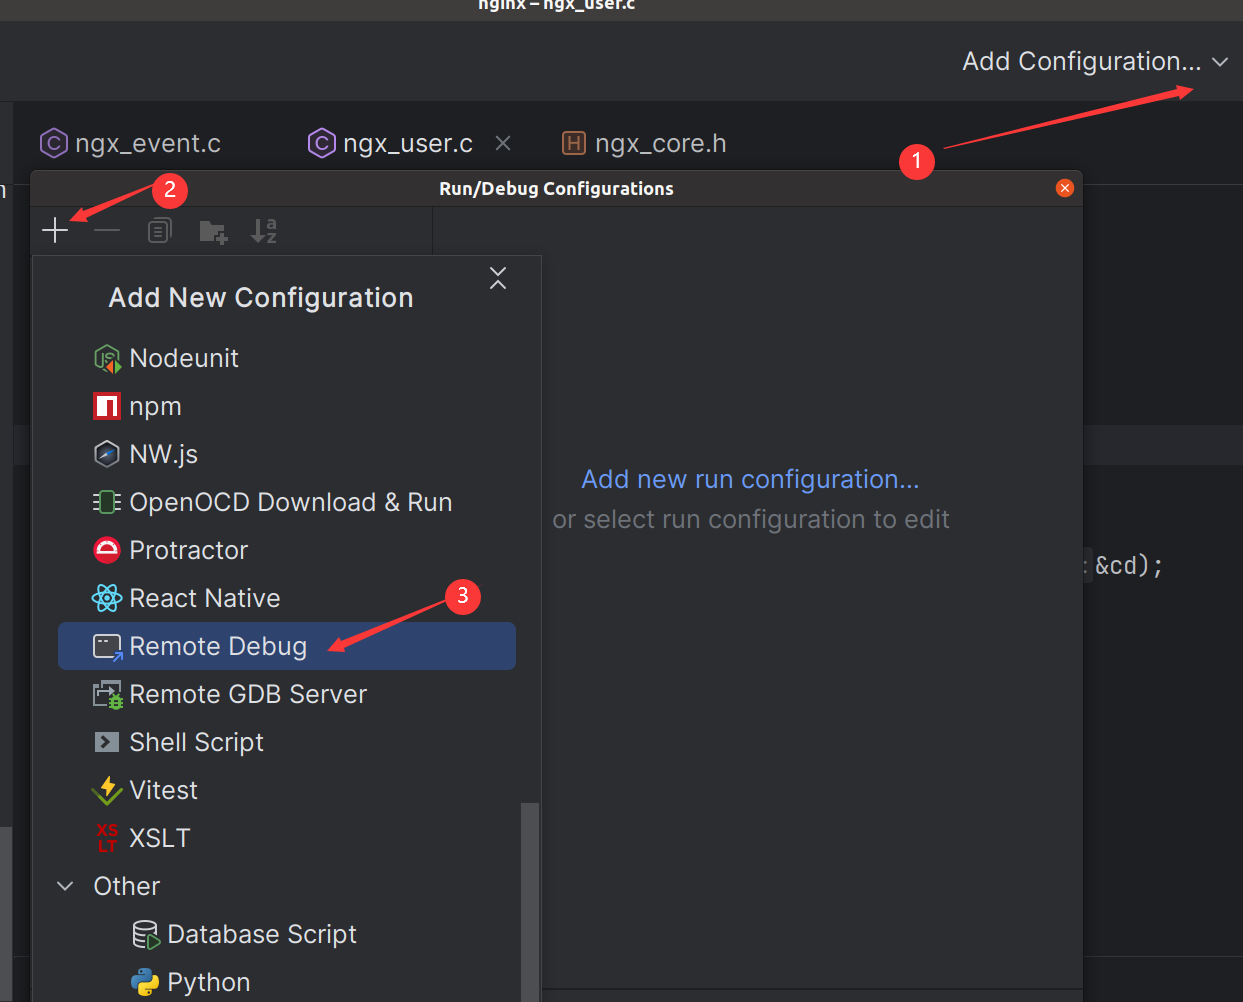 nginx – ngx_user.c
Add Configuration...
1
ngx_event.c
ngx_user.c
ngx_core.h
2
Run/Debug Configurations
Add New Configuration
Nodeunit
npm
NW.js
Add new run configuration...
OpenOCD Download & Run
or select run configuration to edit
Protractor
: &cd);
React Native
3
Remote Debug
Remote GDB Server
Shell Script
Vitest
XSLT
Other
Database Script
Python